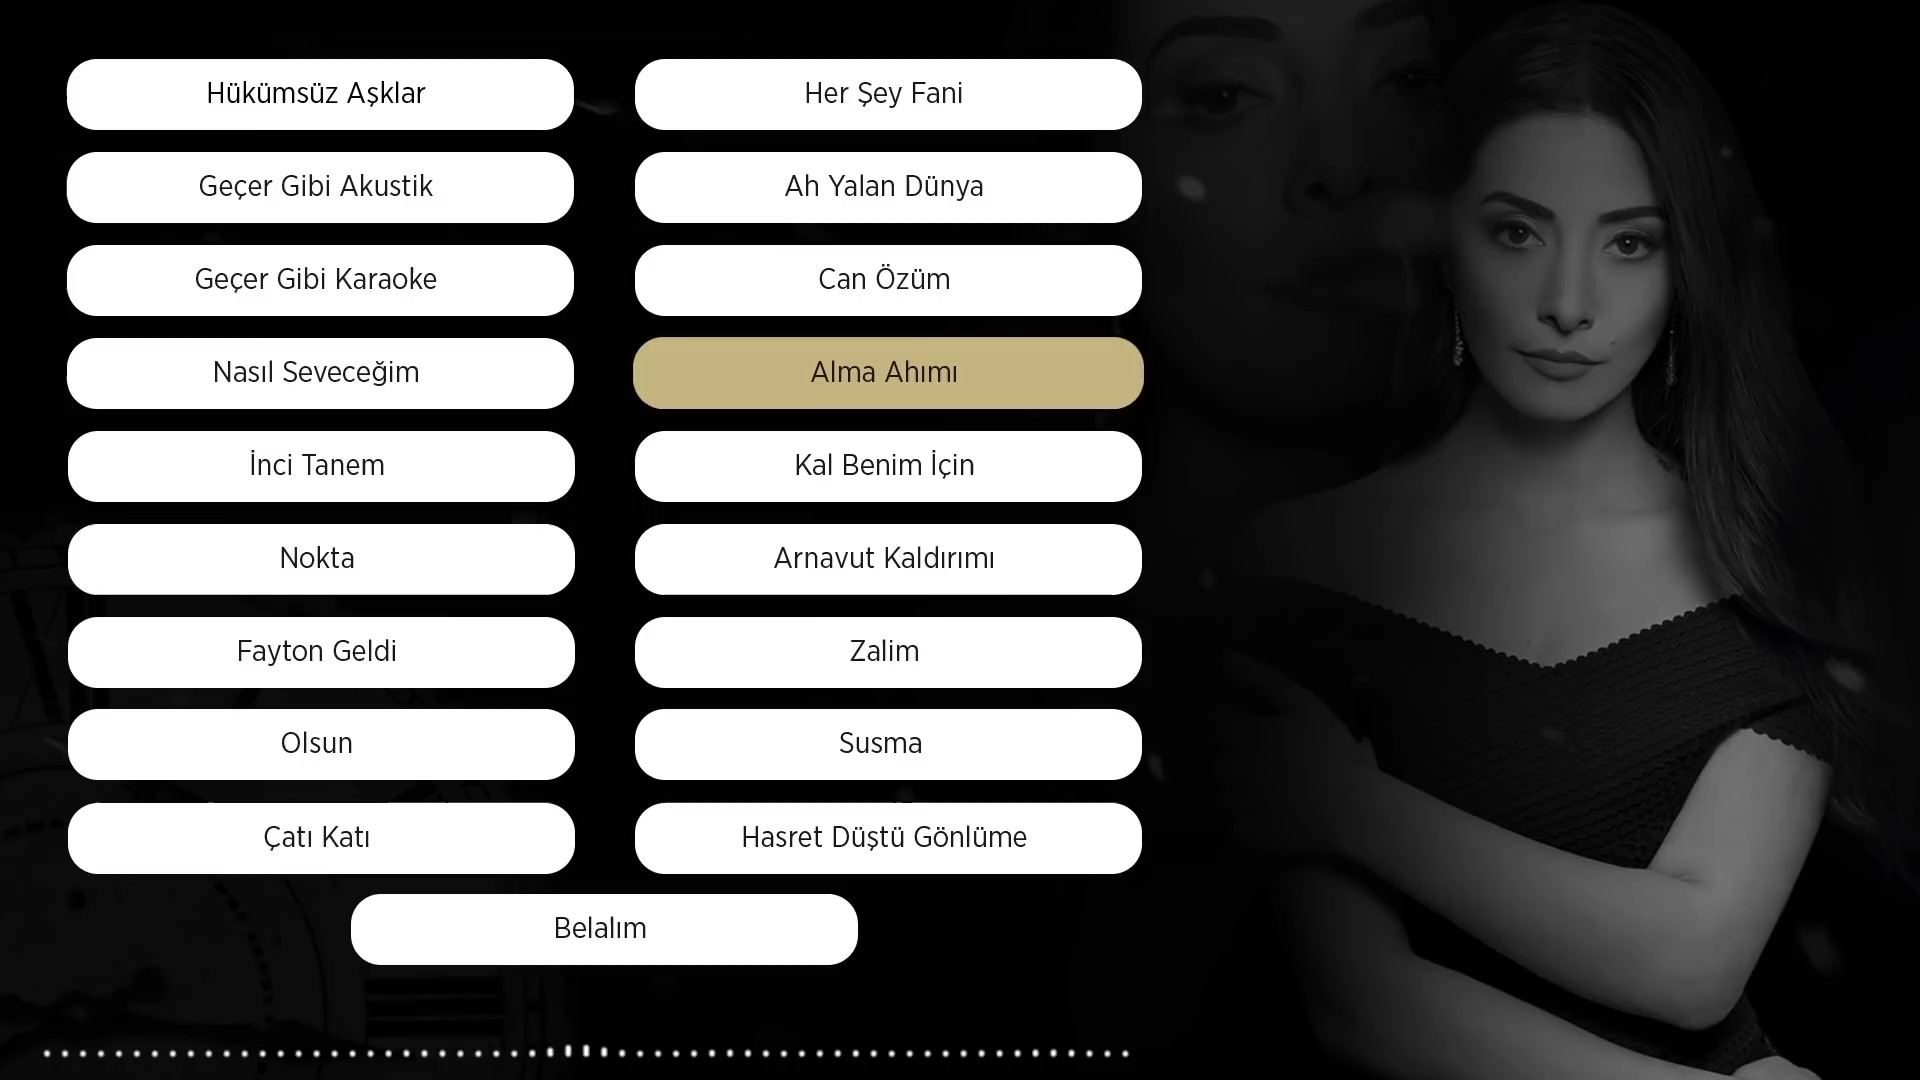 Hükümsüz Aşklar
Geçer Gibi Akustik
Geçer Gibi Karaoke
Nasıl Seveceğim
İnci Tanem
Nokta
Fayton Geldi
Olsun
Çatı Katı
Her Şey Fani
Ah Yalan Dünya
Can Özüm
Alma Ahımı
Kal Benim İçin
Arnavut Kaldırımı
Zalim
Susma
Hasret Düştü Gönlüme
Belalım